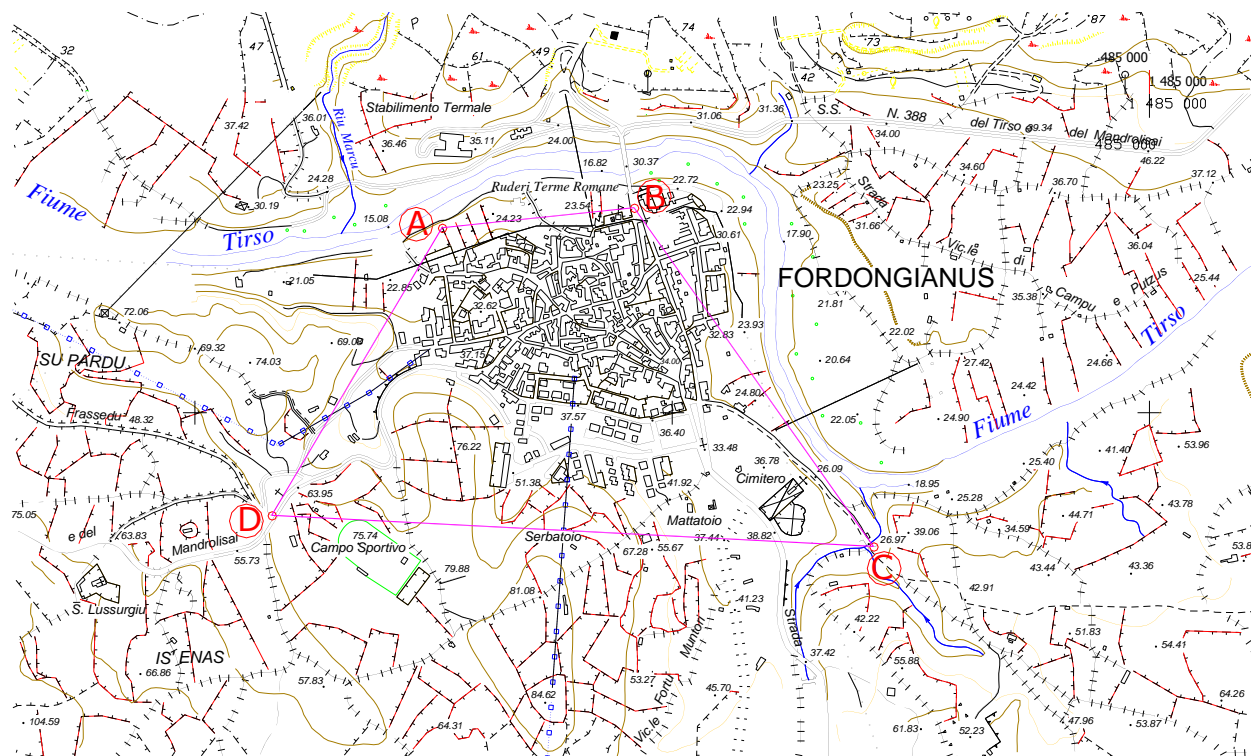 P
74
87
32
47
61
49
73
42
485 000
1 485 000
1 485 000
Stabilimento Termale
36.01
37.42
Riu Marcu
36.46
35.11
24.00
31.06
31.36
S.S.
N. 388
del Tirso e
39.34
del Mandrolisai
485 000
34.00
46.22
16.82
30.37
34.60
24.28
22.72
23.25
Strada
36.70
37.12
Ruderi Terme Romane
Fiume
30.19
15.08
A
24.23
23.54
B
22.94
31.66
Tirso
30.61
17.90
Vic.le
di
36.04
21.05
22.85
FORDONGIANUS
25.44
Campu
e
Putzus
35.38
72.06
32.62
21.81
23.93
22.02
Tirso
SU PARDU
69.32
74.03
37.15
34.00
32.83
20.64
27.42
24.66
24.42
Frassedu
48.32
24.80
22.05
24.90
Fiume
37.57
36.40
33.48
76.22
41.40
53.96
36.78
26.09
25.40
63.95
51.38
41.92
Cimitero
18.95
25.28
43.78
75.05
D
Mattatoio
44.71
34.59
39.06
e del
63.83
Mandrolisai
75.74
Campo Sportivo
Serbatoio
37.44
38.82
26.97
55.73
67.28
55.67
C
43.44
43.36
79.88
42.91
S. Lussurgiu
81.08
41.23
Strada
42.22
51.83
IS ENAS
54.41
66.86
57.83
53.27
Munton
37.42
55.88
84.62
45.70
64.26
104.59
64.31
Vic.le Fortu
61.83
52.23
47.96
53.87